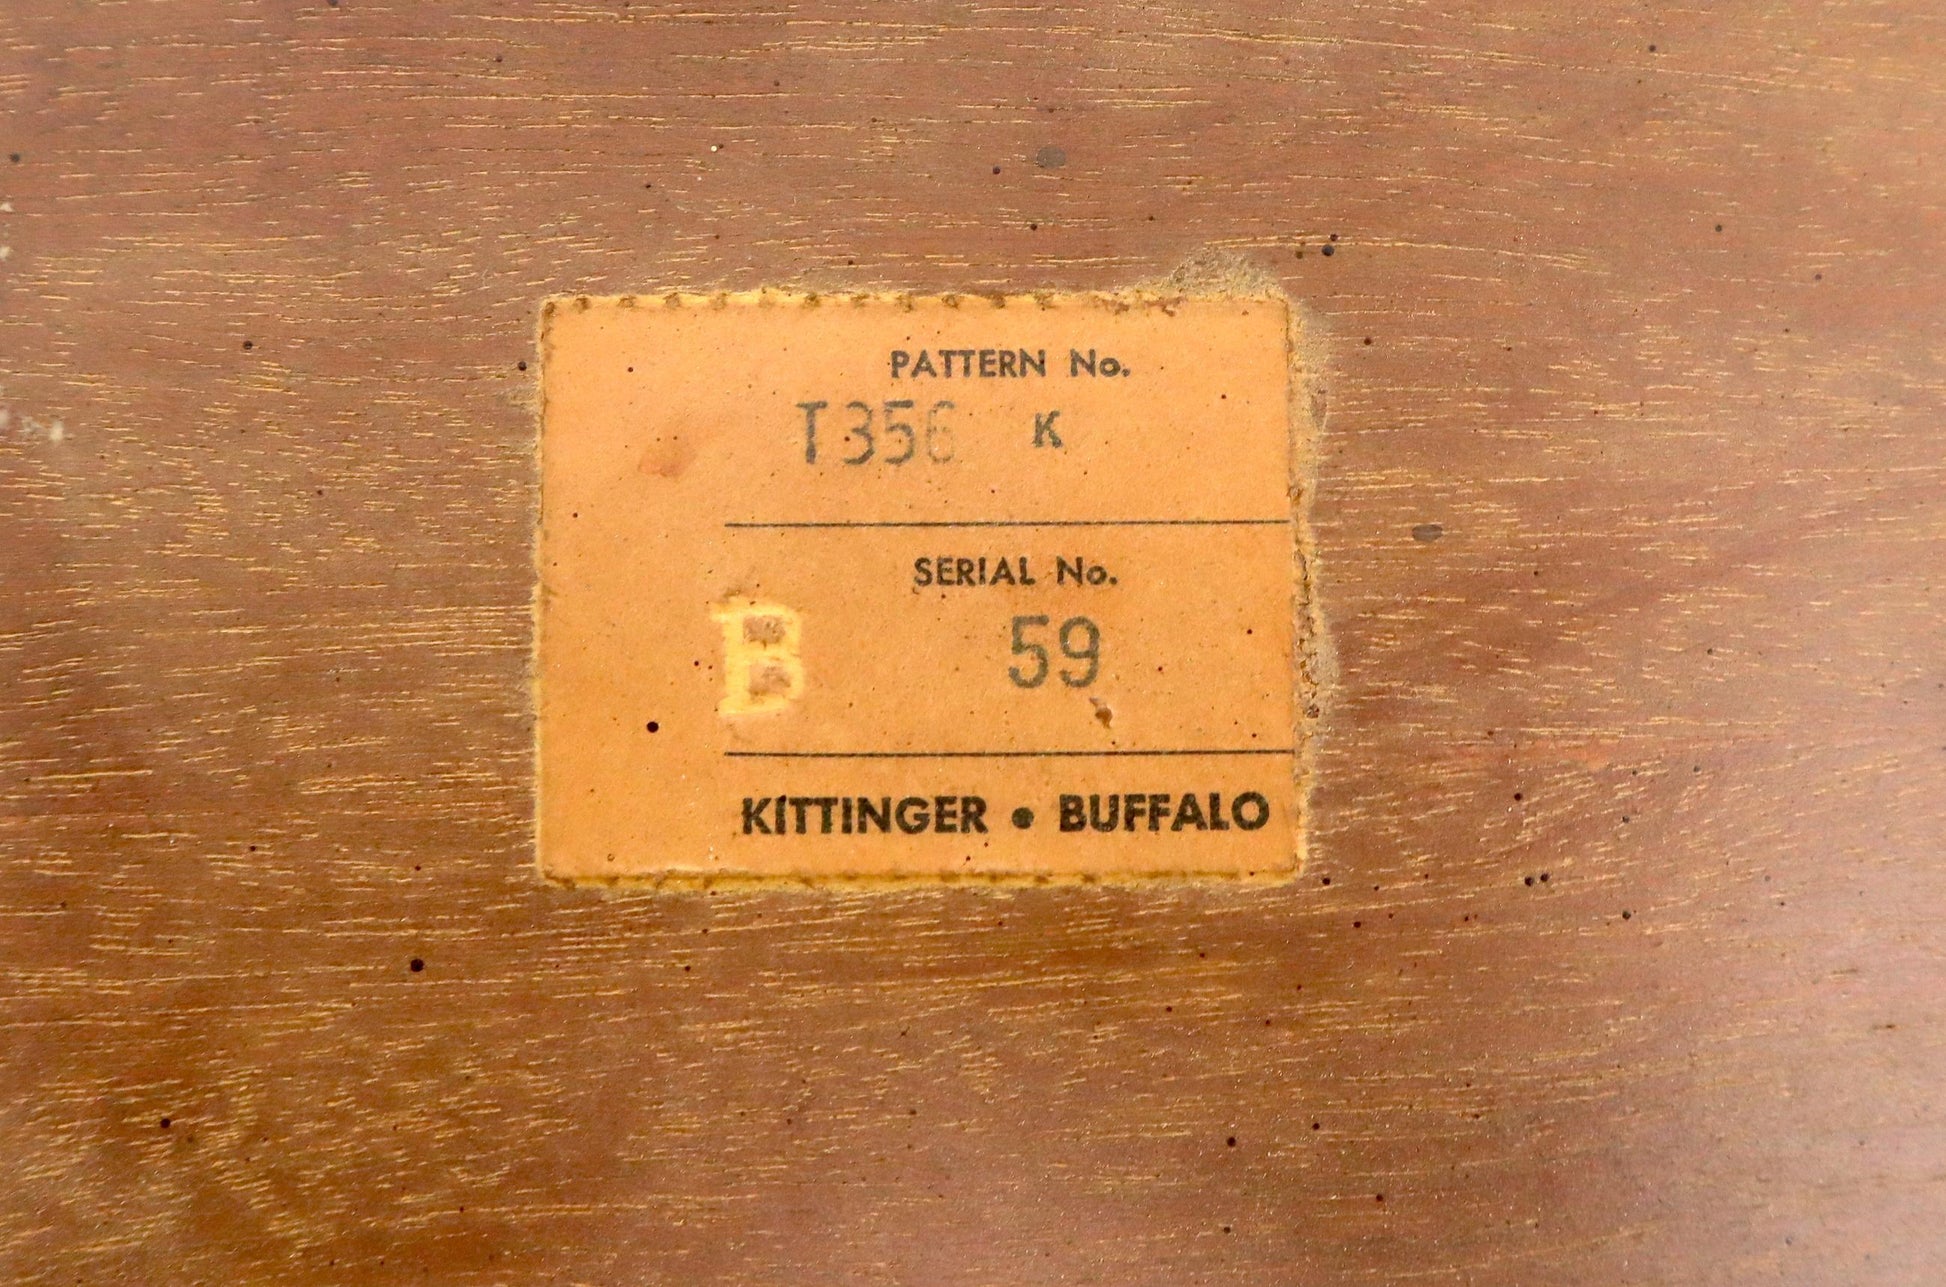 PATTERN No.
T356 K
SERIAL No.
B 59
KITTINGER • BUFFALO